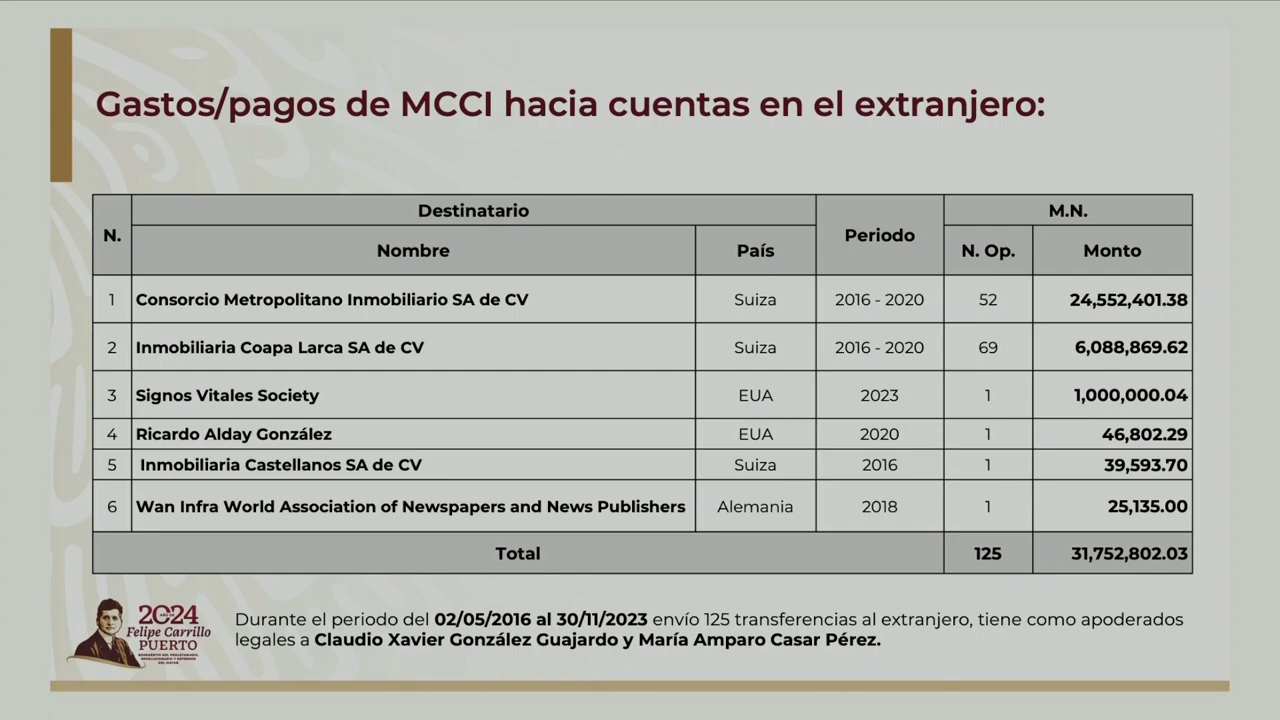 Gastos/pagos de MCCI hacia cuentas en el extranjero:
N. Destinatario Periodo M.N.
Nombre País N. Op. Monto
1 Consorcio Metropolitano Inmobiliario SA de CV Suiza 2016 - 2020 52 24,552,401.38
2 Inmobiliaria Coapa Larca SA de CV Suiza 2016 - 2020 69 6,088,869.62
3 Signos Vitales Society EUA 2023 1 1,000,000.04
4 Ricardo Alday González EUA 2020 1 46,802.29
5 Inmobiliaria Castellanos SA de CV Suiza 2016 1 39,593.70
6 Wan Infra World Association of Newspapers and News Publishers Alemania 2018 1 25,135.00
Total 125 31,752,802.03
2024
Felipe Carrillo
PUERTO
Durante el periodo del 02/05/2016 al 30/11/2023 envío 125 transferencias al extranjero, tiene como apoderados
legales a Claudio Xavier González Guajardo y María Amparo Casar Pérez.